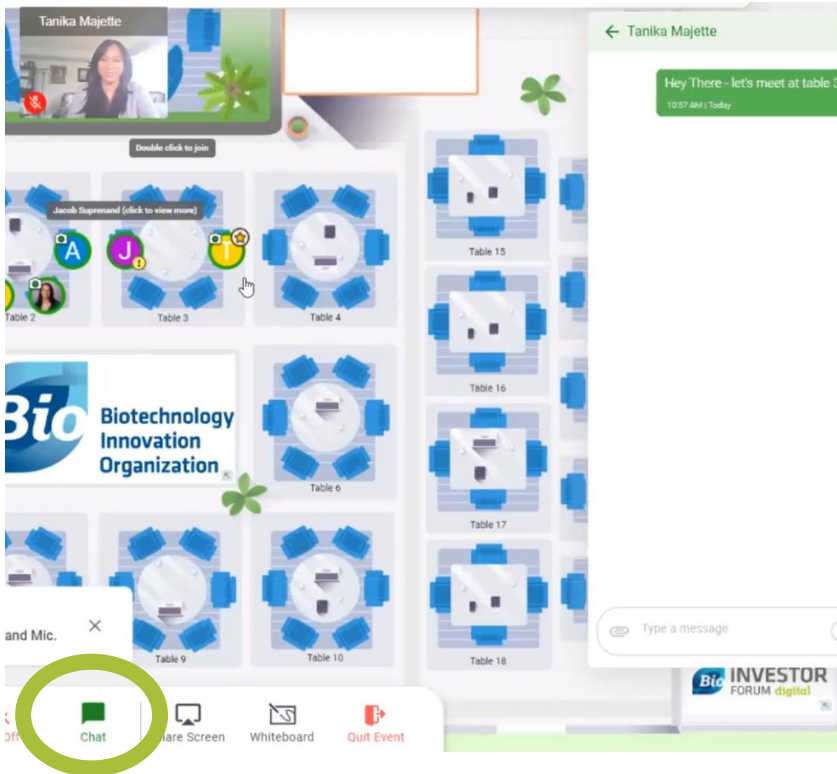 Tanika Majette
Tanika Majette
Hey There - let's meet at table 3
10:57 AM | Today
Double click to join
Jacob Suprenand (click to view more)
A
J
T
Table 2
Table 3
Table 4
Table 15
Table 16
Bio
Biotechnology
Innovation
Organization
Table 6
Table 17
and Mic.
Table 9
Table 10
Table 18
Type a message
Bio INVESTOR
FORUM digital
Off
Chat
hare Screen
Whiteboard
Quit Event